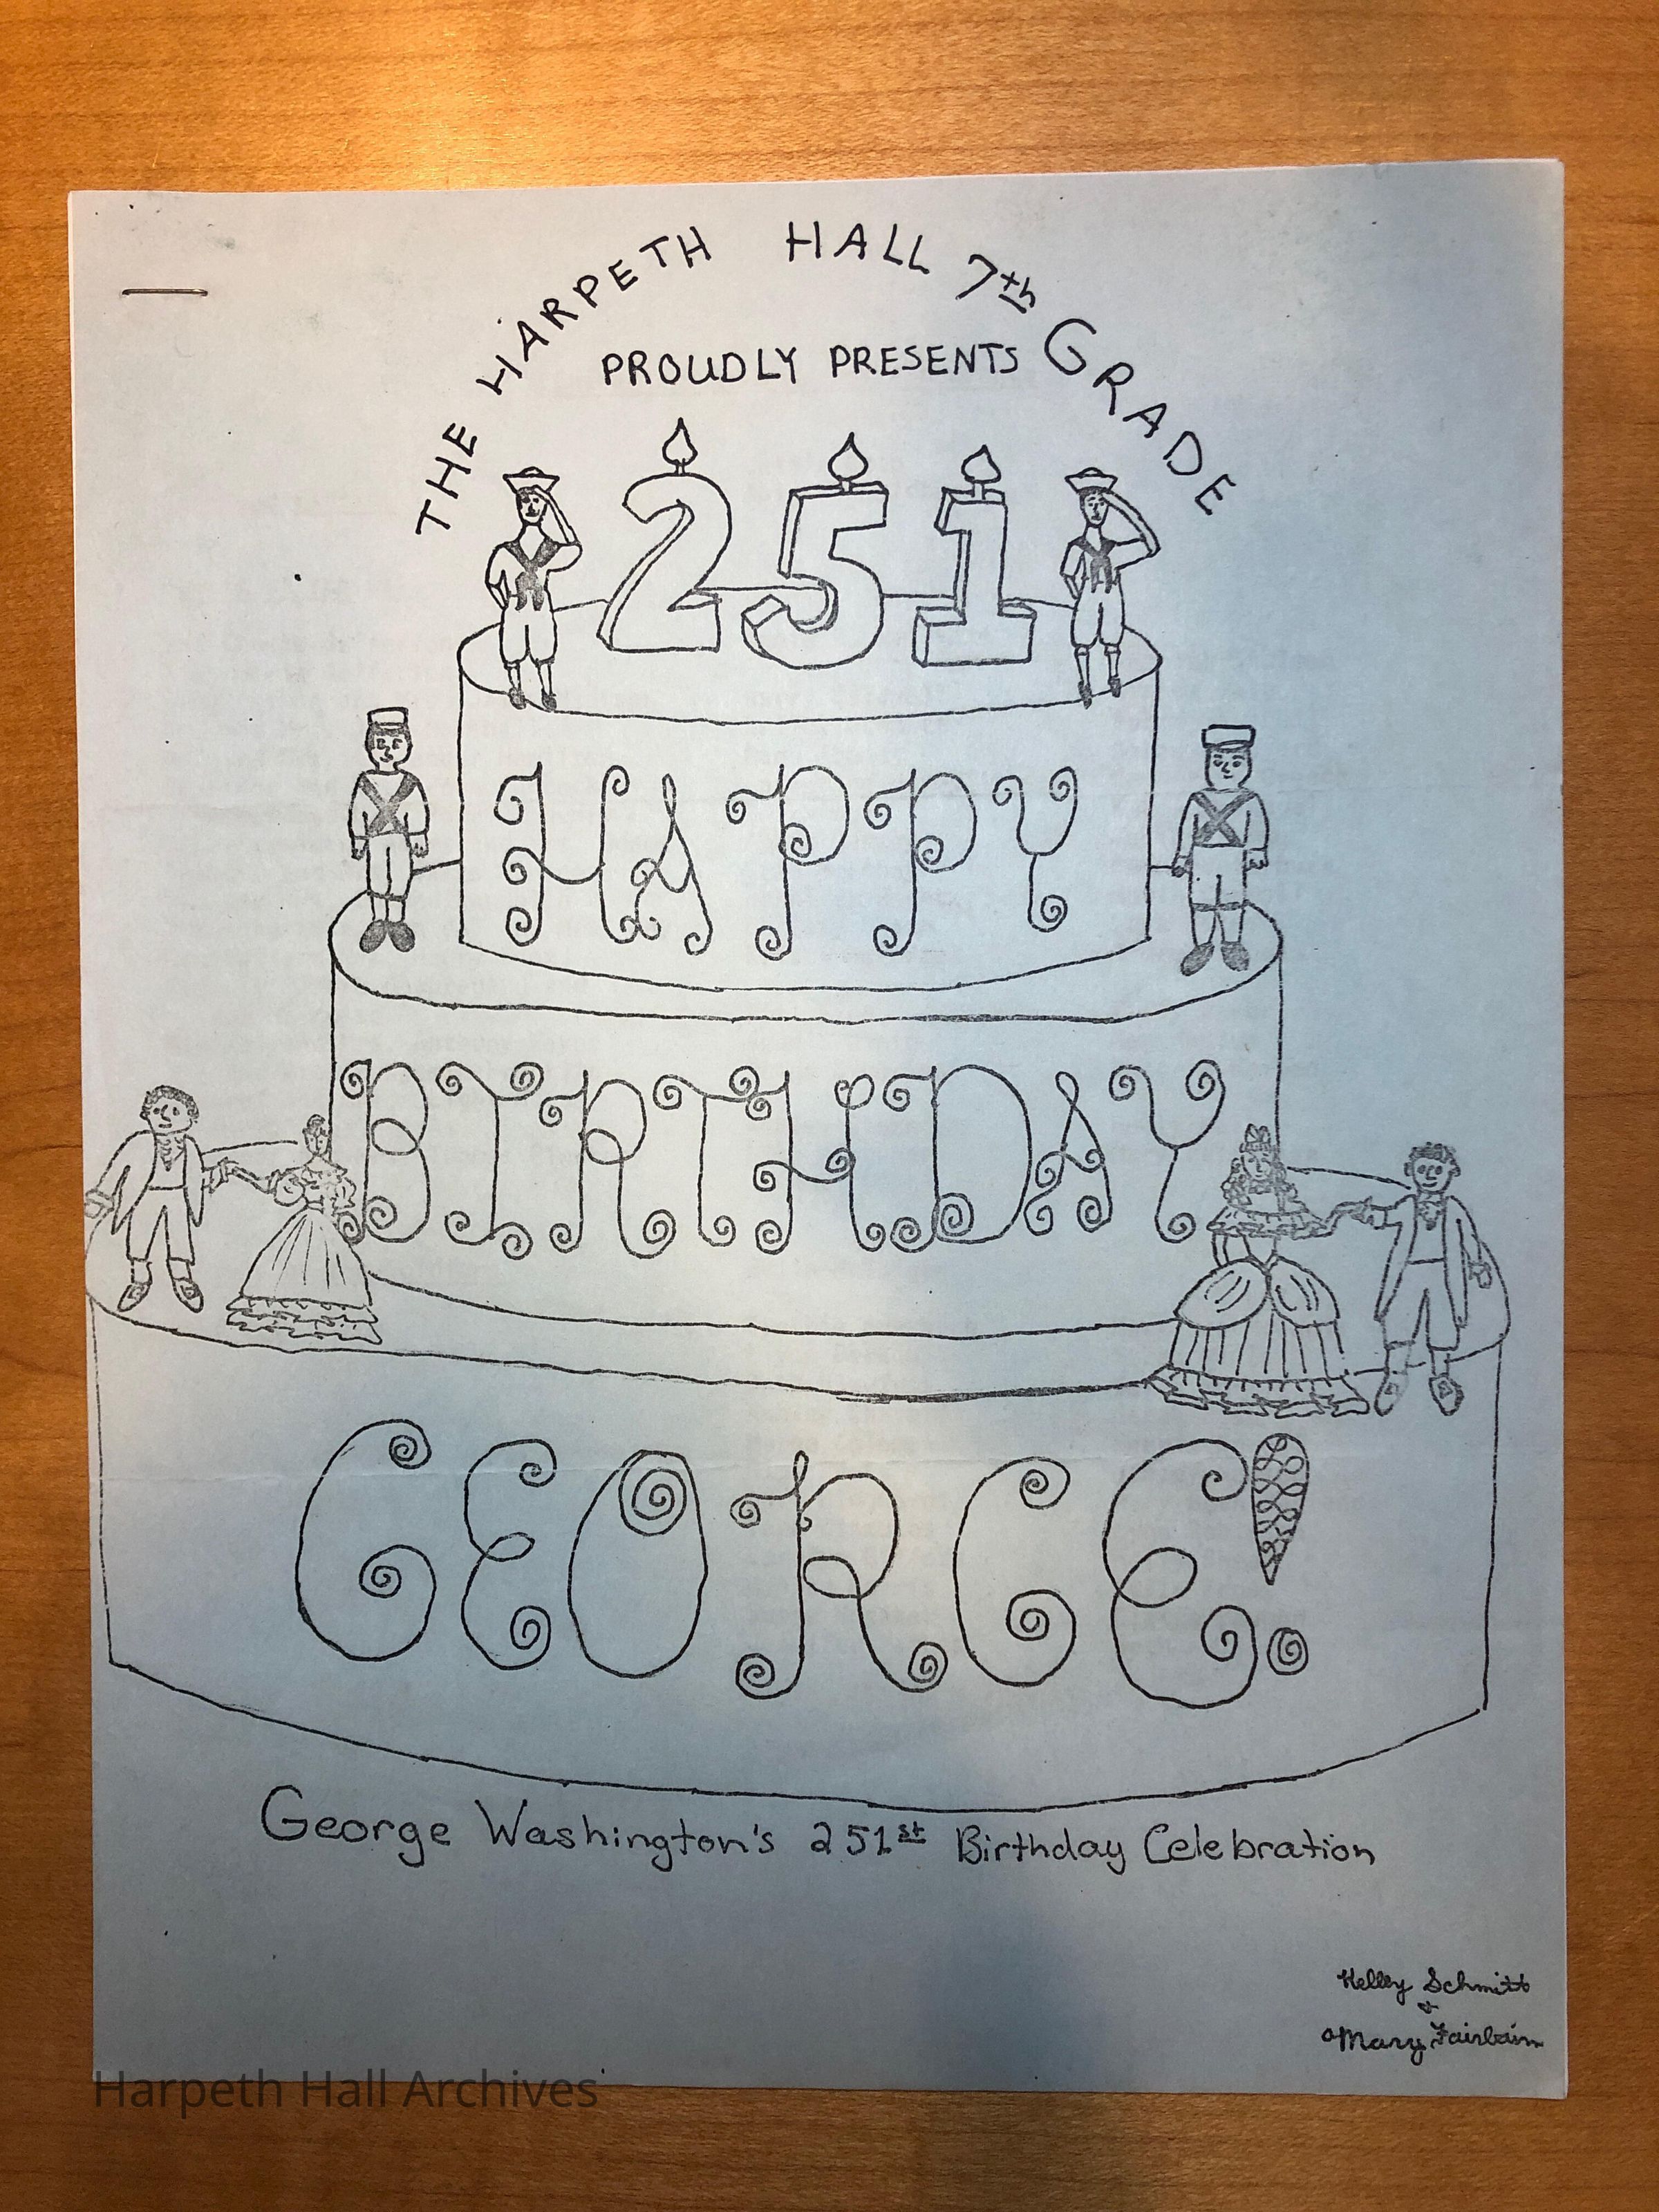 THE HARPETH HALL 7th GRADE
PROUDLY PRESENTS
251
HAPPY
BIRTHDAY
GEORGE!
George Washington's 251st Birthday Celebration
Kelley Schmitt
+
Mary Fairbairn
Harpeth Hall Archives